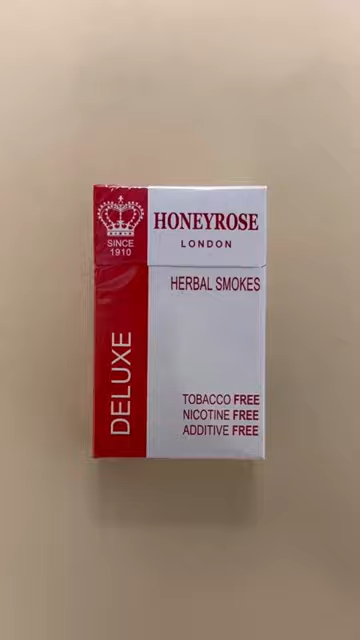 HONEYROSE
LONDON
SINCE
1910
HERBAL SMOKES
DELUXE
TOBACCO FREE
NICOTINE FREE
ADDITIVE FREE